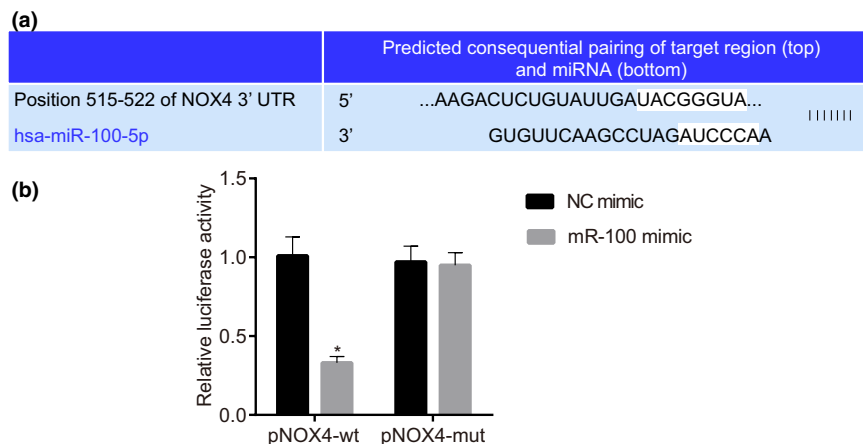 (a)
Predicted consequential pairing of target region (top)
and miRNA (bottom)
Position 515-522 of NOX4 3' UTR 5' ...AAGACUCUGUAUUGAUACGGGUA...
hsa-miR-100-5p 3' GUGUUCAAGCCUAGAUCCCAA
(b)
Relative luciferase activity
1.5
1.0
0.5
0.0
*
pNOX4-wt pNOX4-mut
NC mimic
mR-100 mimic